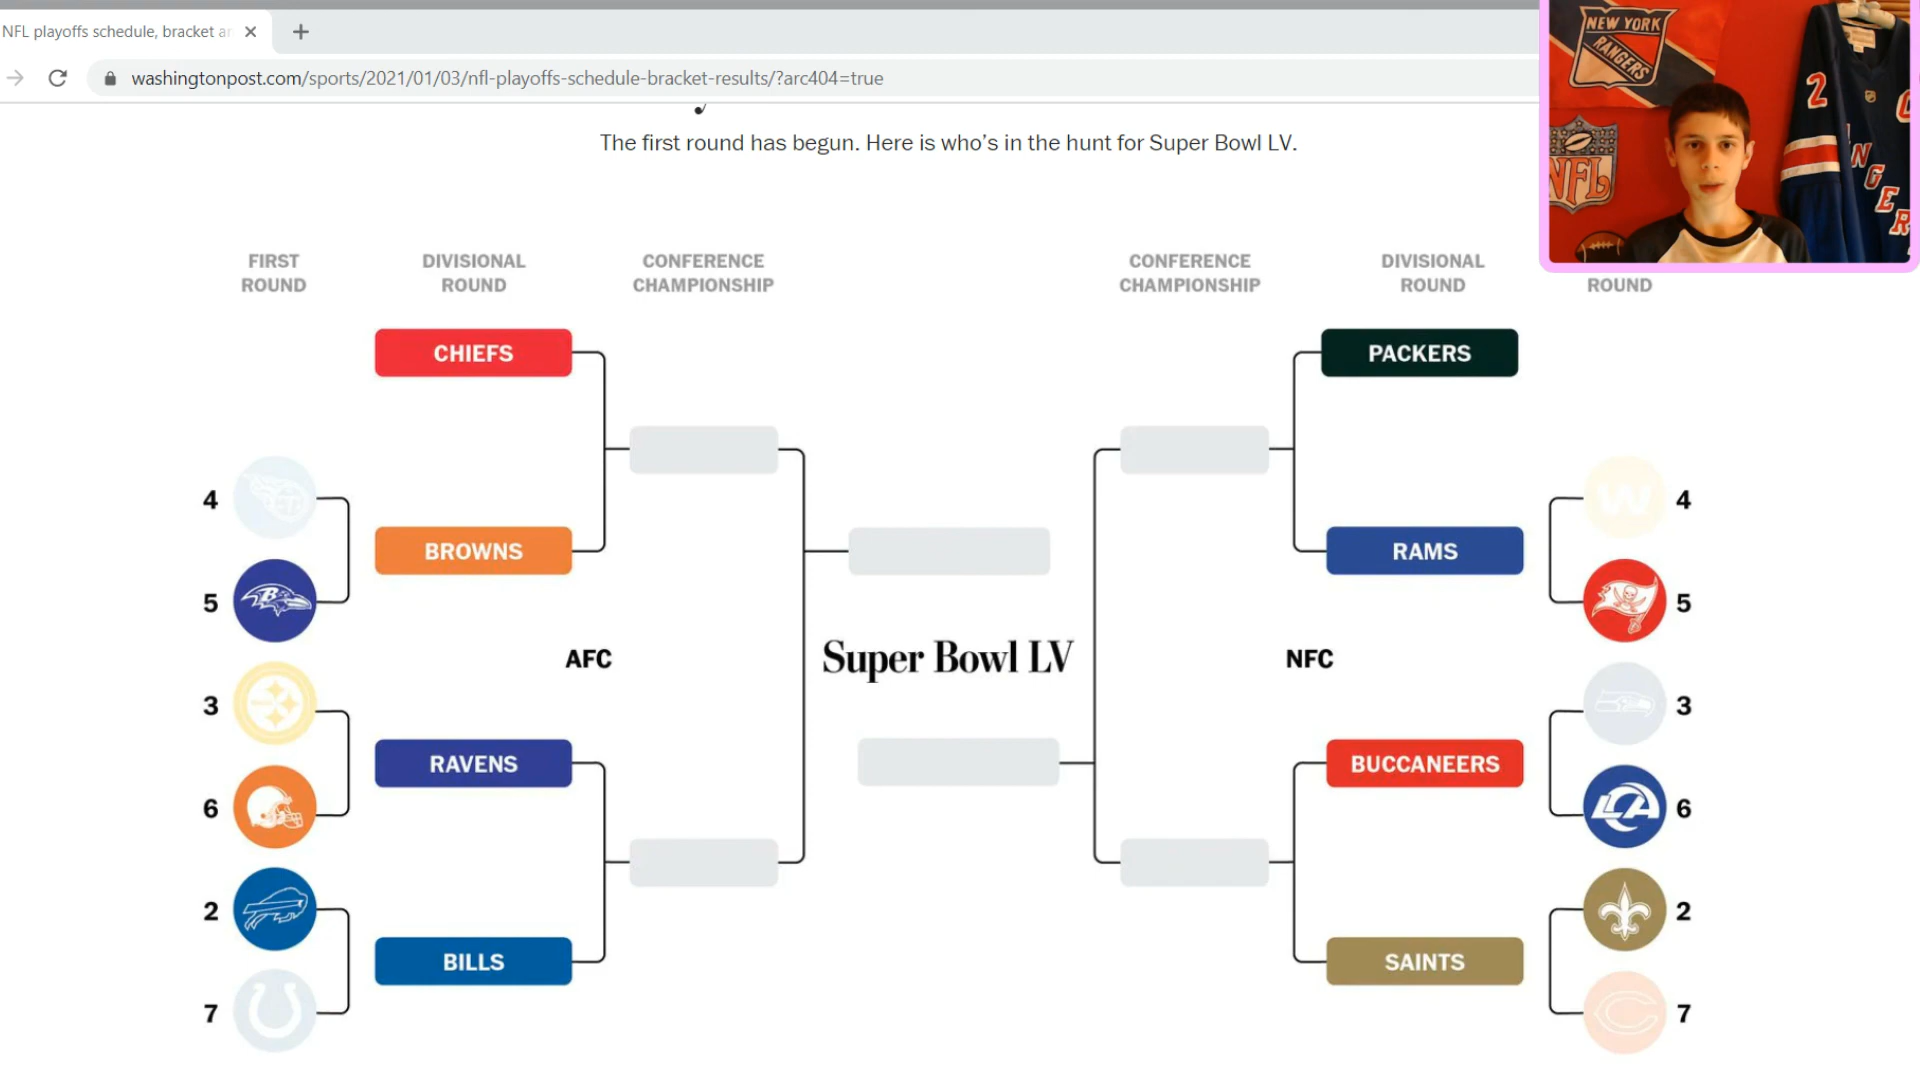 NFL playoffs schedule, bracket ar
washingtonpost.com/sports/2021/01/03/nfl-playoffs-schedule-bracket-results/?arc404=true
The first round has begun. Here is who's in the hunt for Super Bowl LV.
FIRST
ROUND
DIVISIONAL
ROUND
CONFERENCE
CHAMPIONSHIP
CONFERENCE
CHAMPIONSHIP
DIVISIONAL
ROUND
ROUND
CHIEFS
BROWNS
RAVENS
BILLS
4
5
3
6
2
7
AFC
Super Bowl LV
NFC
PACKERS
RAMS
BUCCANEERS
SAINTS
W
4
5
3
LA
6
2
7
NEW YORK
RANGERS
NFL
2